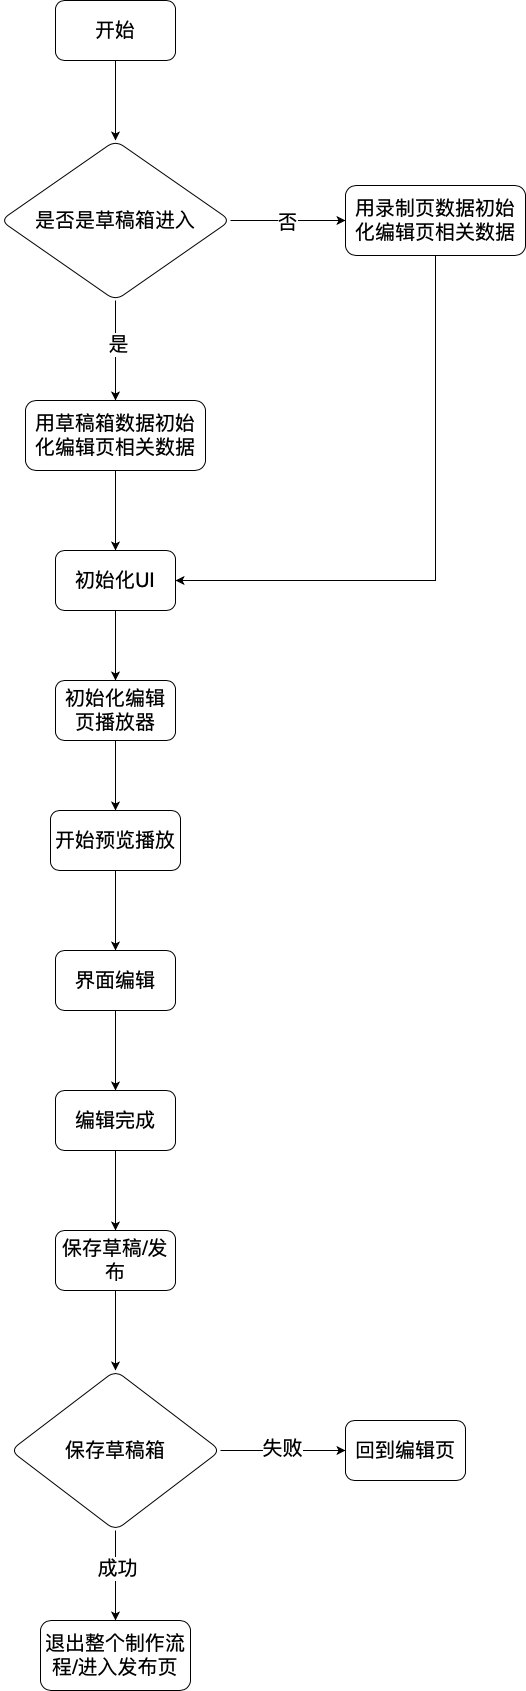 开始
是否是草稿箱进入
否
用录制页数据初始
化编辑页相关数据
是
用草稿箱数据初始
化编辑页相关数据
初始化UI
初始化编辑
页播放器
开始预览播放
界面编辑
编辑完成
保存草稿/发
布
保存草稿箱
失败
回到编辑页
成功
退出整个制作流
程/进入发布页